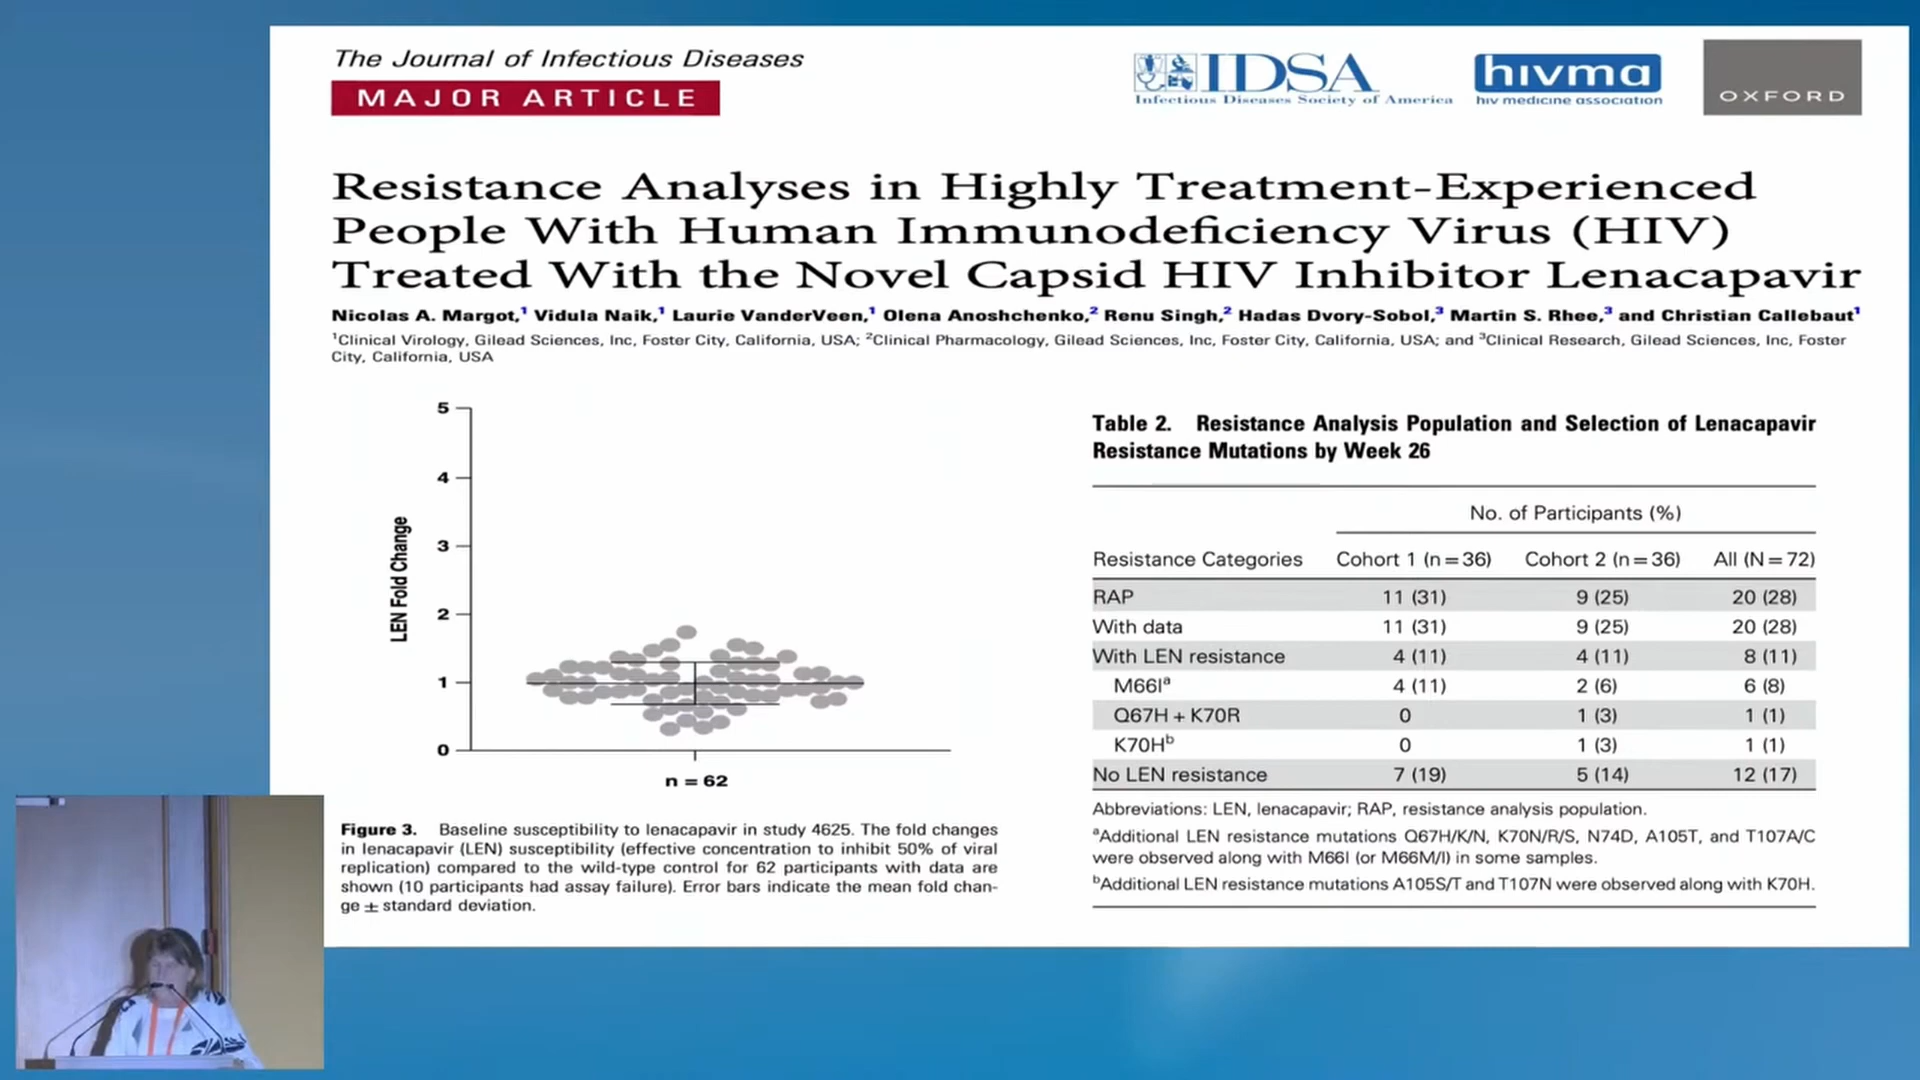 The Journal of Infectious Diseases
MAJOR ARTICLE
IDSA
Infectious Diseases Society of America
hivma
hiv medicine association
OXFORD
Resistance Analyses in Highly Treatment-Experienced
People With Human Immunodeficiency Virus (HIV)
Treated With the Novel Capsid HIV Inhibitor Lenacapavir
Nicolas A. Margot,1 Vidula Naik,1 Laurie VanderVeen,1 Olena Anoshchenko,2 Renu Singh,2 Hadas Dvory-Sobol,3 Martin S. Rhee,3 and Christian Callebaut1
1Clinical Virology, Gilead Sciences, Inc, Foster City, California, USA; 2Clinical Pharmacology, Gilead Sciences, Inc, Foster City, California, USA; and 3Clinical Research, Gilead Sciences, Inc, Foster
City, California, USA
5
4
3
2
1
0
LEN Fold Change
n = 62
Figure 3. Baseline susceptibility to lenacapavir in study 4625. The fold changes
in lenacapavir (LEN) susceptibility (effective concentration to inhibit 50% of viral
replication) compared to the wild-type control for 62 participants with data are
shown (10 participants had assay failure). Error bars indicate the mean fold chan-
ge ± standard deviation.
Table 2. Resistance Analysis Population and Selection of Lenacapavir
Resistance Mutations by Week 26
No. of Participants (%)
Resistance Categories Cohort 1 (n = 36) Cohort 2 (n = 36) All (N = 72)
RAP 11 (31) 9 (25) 20 (28)
With data 11 (31) 9 (25) 20 (28)
With LEN resistance 4 (11) 4 (11) 8 (11)
M66Ia 4 (11) 2 (6) 6 (8)
Q67H + K70R 0 1 (3) 1 (1)
K70Hb 0 1 (3) 1 (1)
No LEN resistance 7 (19) 5 (14) 12 (17)
Abbreviations: LEN, lenacapavir; RAP, resistance analysis population.
aAdditional LEN resistance mutations Q67H/K/N, K70N/R/S, N74D, A105T, and T107A/C
were observed along with M66I (or M66M/I) in some samples.
bAdditional LEN resistance mutations A105S/T and T107N were observed along with K70H.